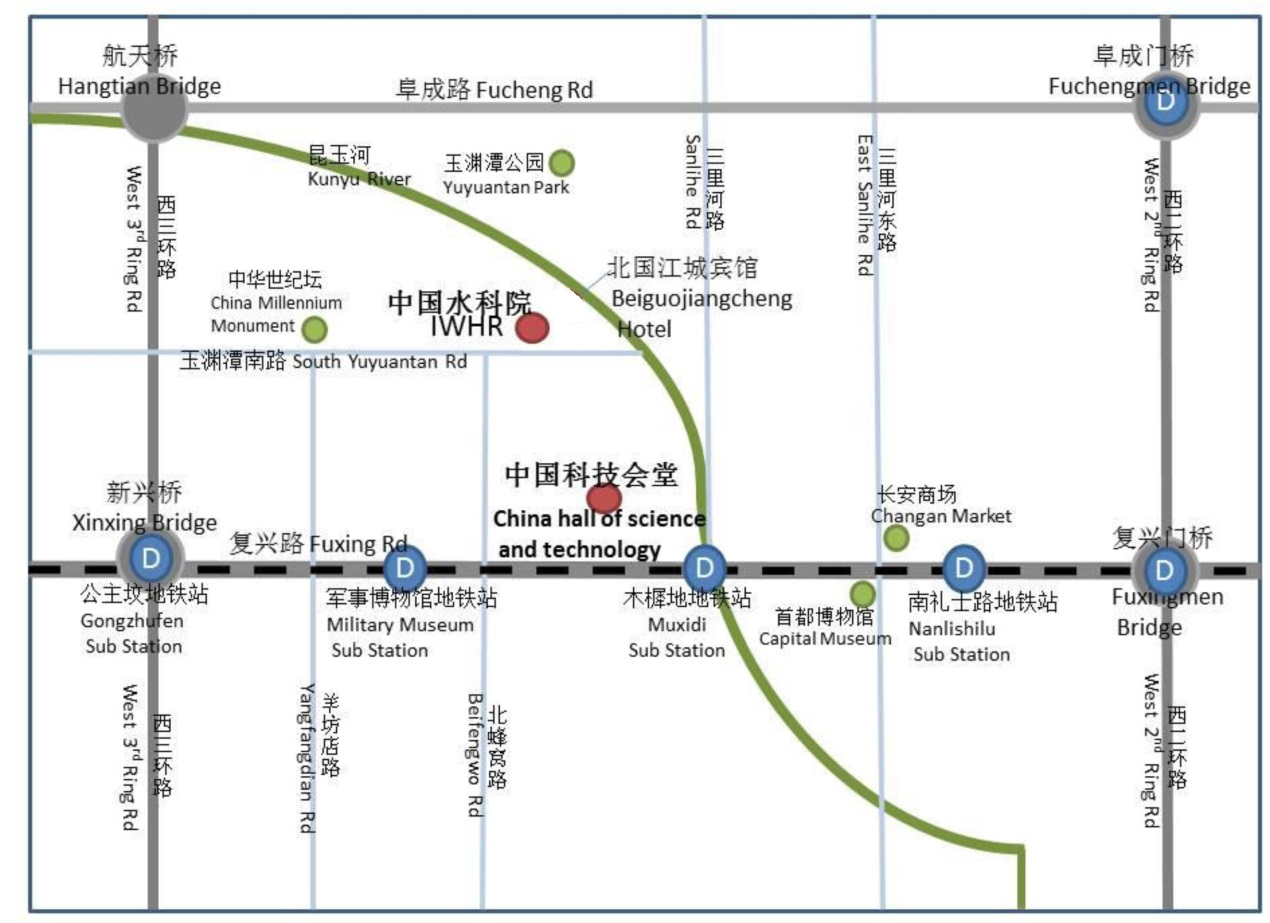 航天桥
Hangtian Bridge
阜成路 Fucheng Rd
阜成门桥
Fuchengmen Bridge
D
昆玉河
Kunyu River
玉渊潭公园
Yuyuantan Park
三里河路
Sanlihe Rd
三里河东路
East Sanlihe Rd
西三环路
West 3rd Ring Rd
西二环路
West 2nd Ring Rd
中华世纪坛
China Millennium
Monument
中国水科院
IWHR
北国江城宾馆
Beiguojiangcheng
Hotel
玉渊潭南路 South Yuyuantan Rd
中国科技会堂
China hall of science
and technology
新兴桥
Xinxing Bridge
D
复兴路 Fuxing Rd
D
D
长安商场
Changan Market
D
复兴门桥
D
Fuxingmen
Bridge
公主坟地铁站
Gongzhufen
Sub Station
军事博物馆地铁站
Military Museum
Sub Station
木樨地地铁站
Muxidi
Sub Station
首都博物馆
Capital Museum
南礼士路地铁站
Nanlishilu
Sub Station
西三环路
West 3rd Ring Rd
羊坊店路
Yangfangdian Rd
北蜂窝路
Beifengwo Rd
西二环路
West 2nd Ring Rd